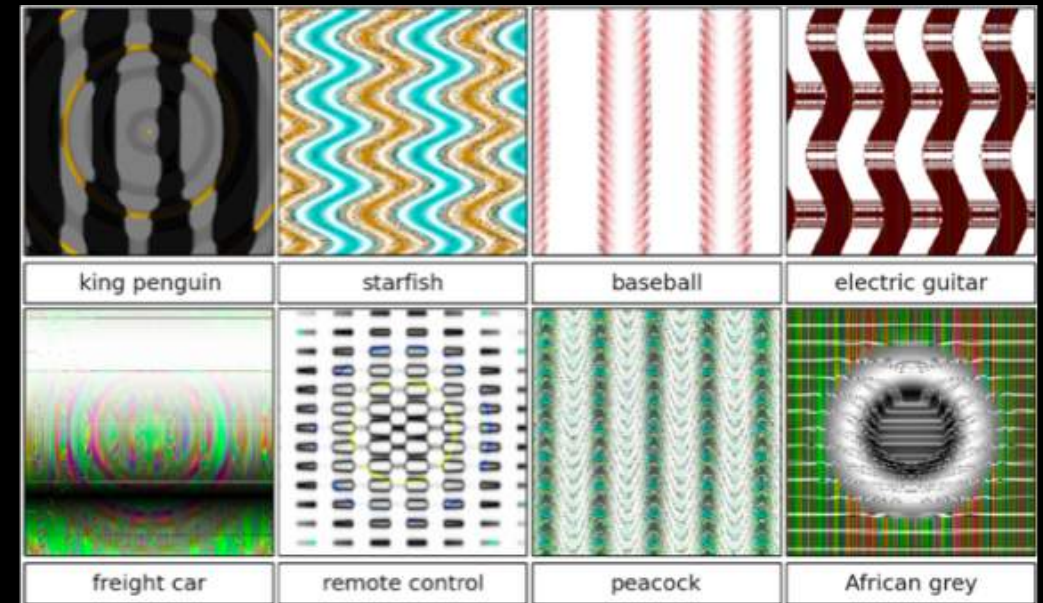 king penguin
starfish
baseball
electric guitar
freight car
remote control
peacock
African grey